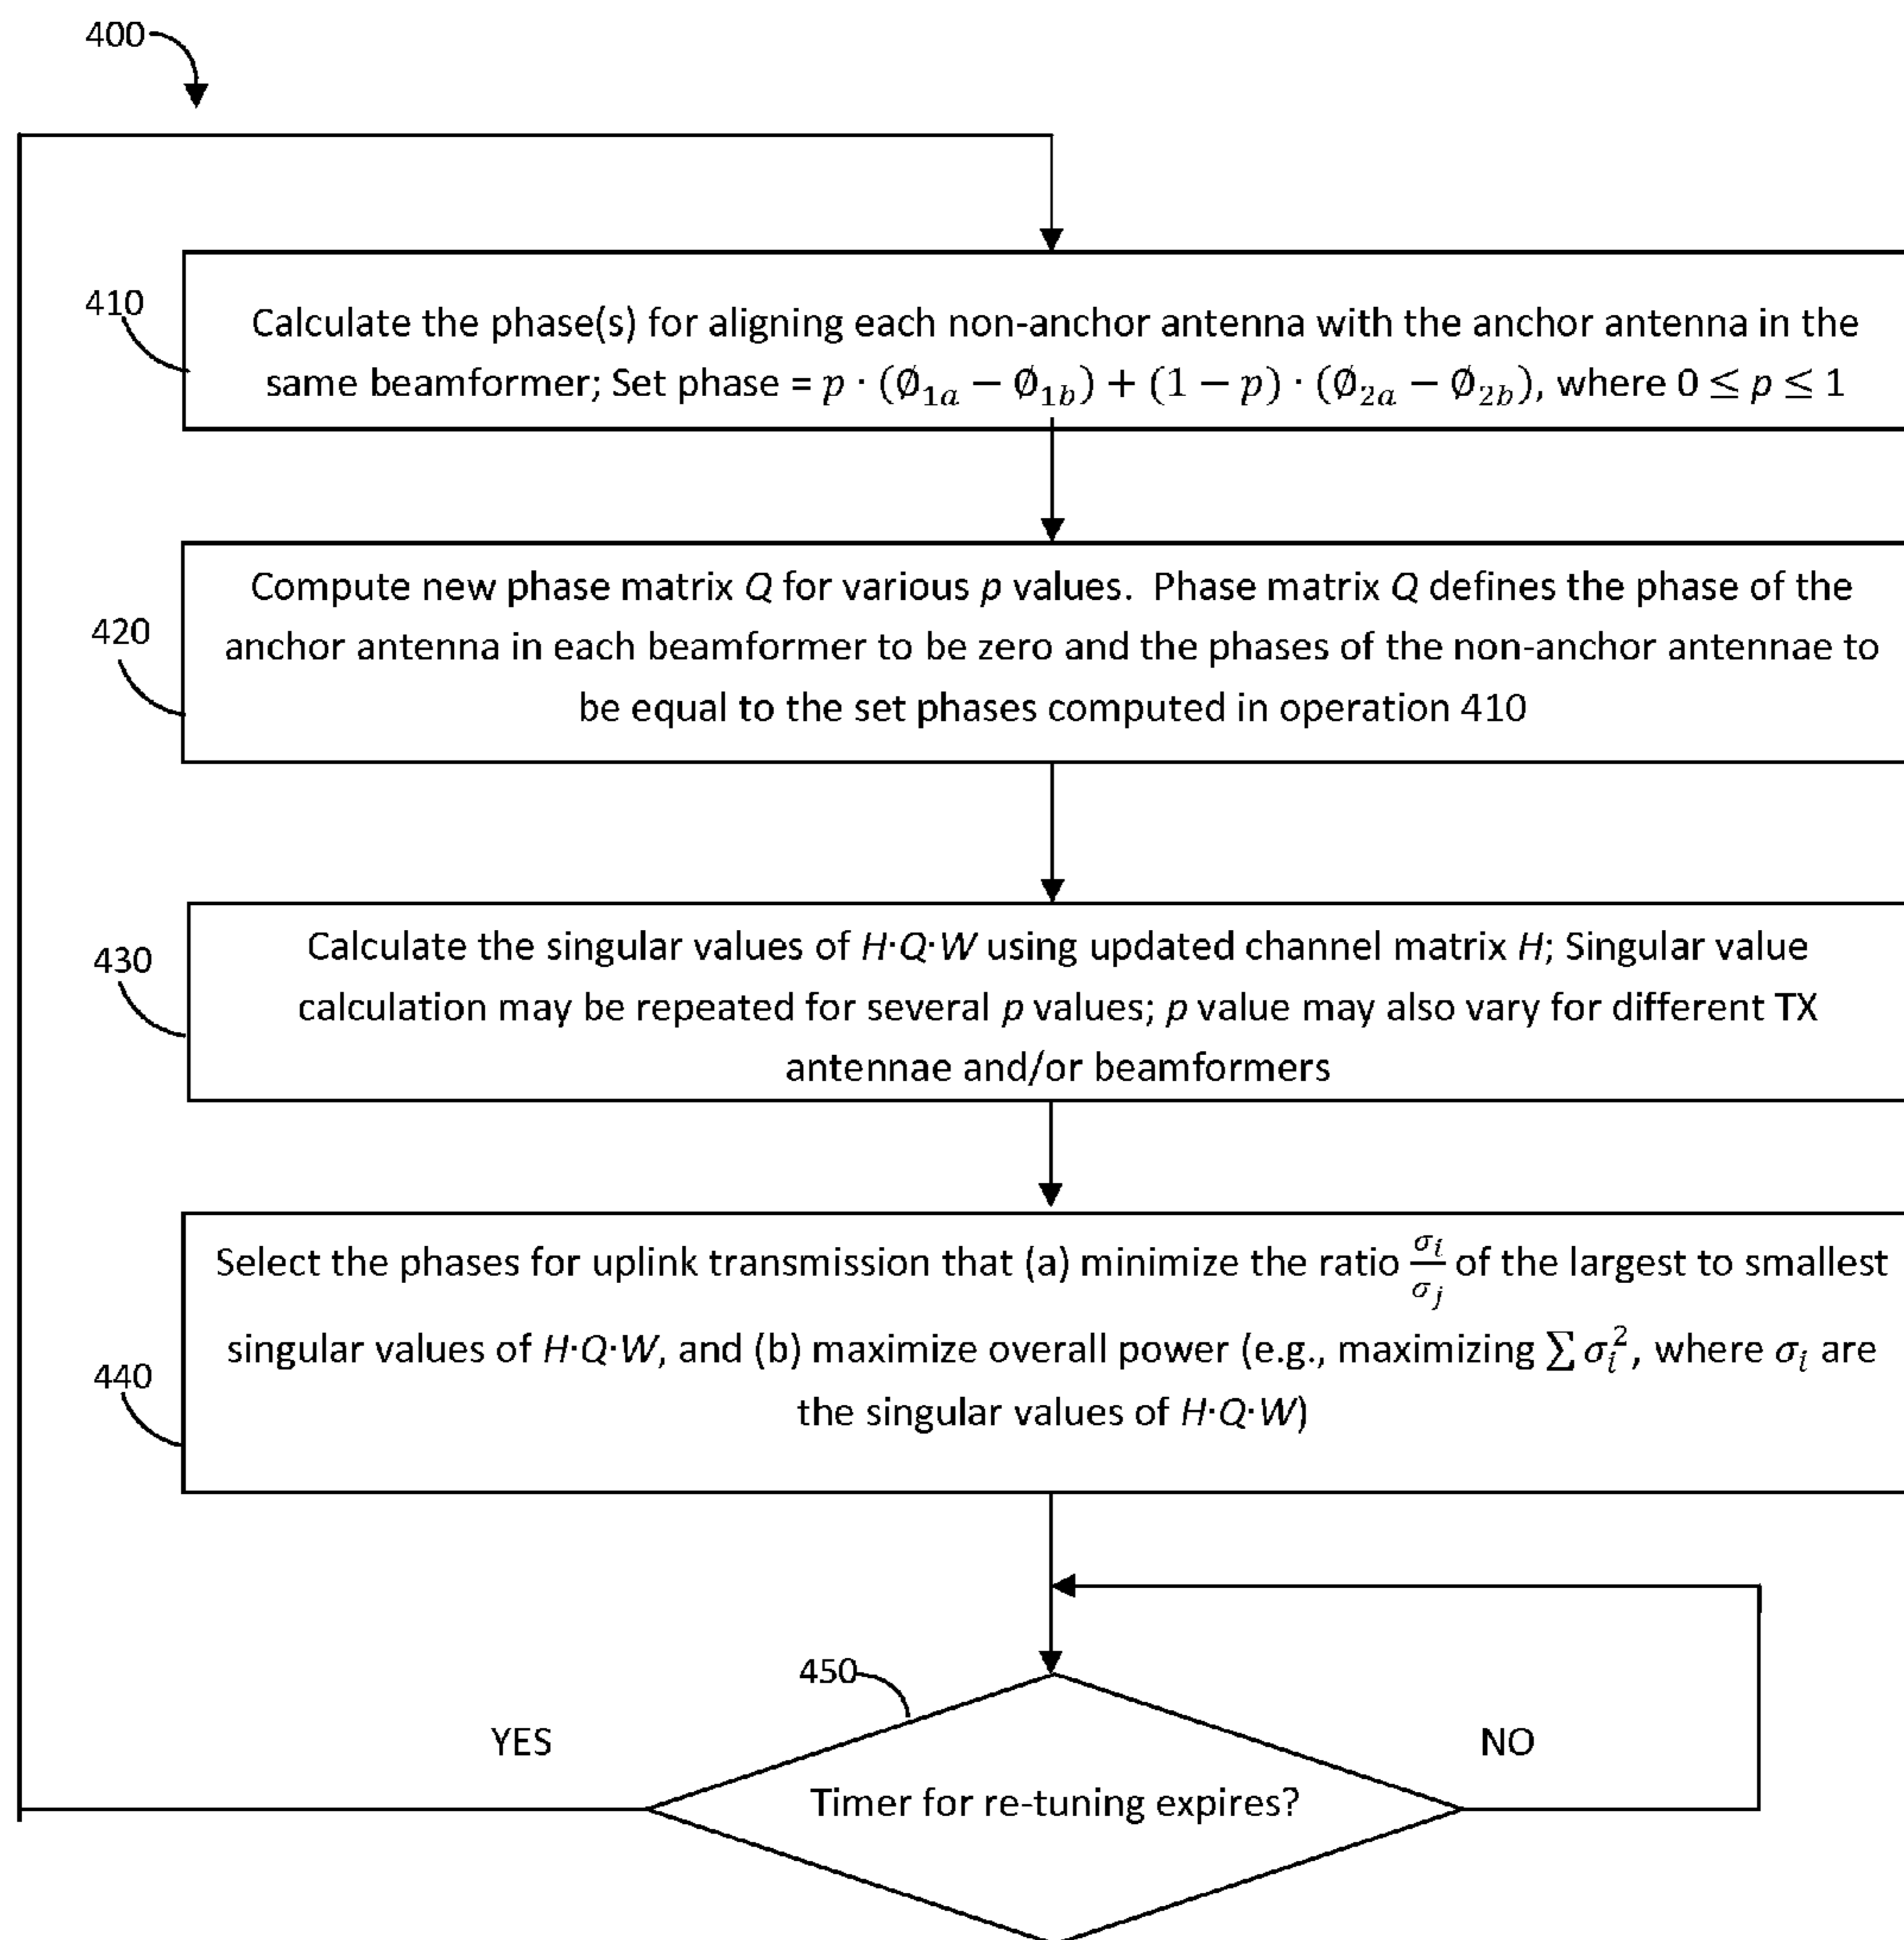 400
410
Calculate the phase(s) for aligning each non-anchor antenna with the anchor antenna in the
same beamformer; Set phase = p · (∅1a − ∅1b) + (1 − p) · (∅2a − ∅2b), where 0 ≤ p ≤ 1
420
Compute new phase matrix Q for various p values. Phase matrix Q defines the phase of the
anchor antenna in each beamformer to be zero and the phases of the non-anchor antennae to
be equal to the set phases computed in operation 410
430
Calculate the singular values of H·Q·W using updated channel matrix H; Singular value
calculation may be repeated for several p values; p value may also vary for different TX
antennae and/or beamformers
440
Select the phases for uplink transmission that (a) minimize the ratio σi/σj of the largest to smallest
singular values of H·Q·W, and (b) maximize overall power (e.g., maximizing ∑ σi², where σi are
the singular values of H·Q·W)
450
YES
NO
Timer for re-tuning expires?